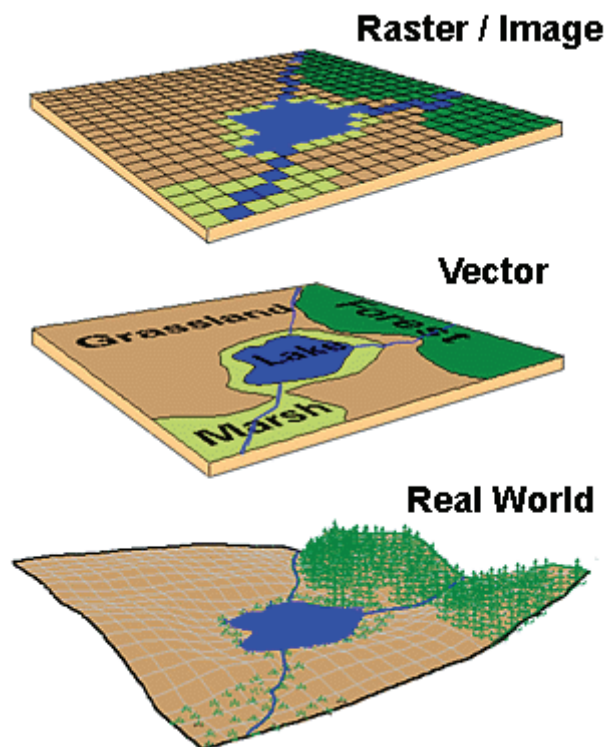 Raster / Image
Vector
Grassland
Forest
Lake
Marsh
Real World